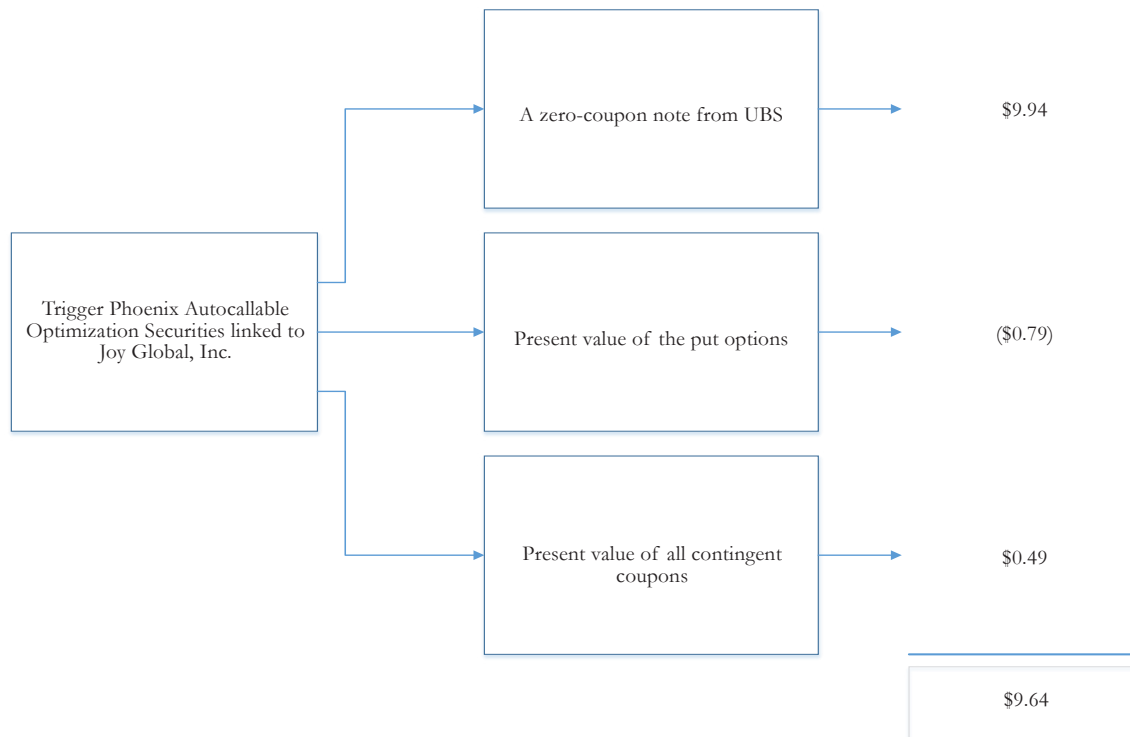 A zero-coupon note from UBS
$9.94
Trigger Phoenix Autocallable
Optimization Securities linked to
Joy Global, Inc.
Present value of the put options
($0.79)
Present value of all contingent
coupons
$0.49
$9.64